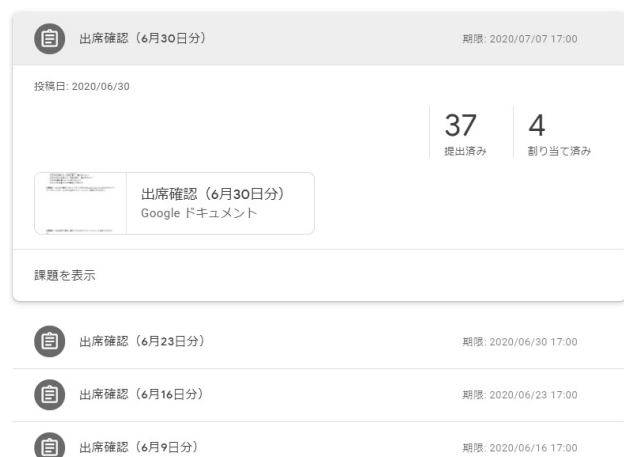 出席確認（6月30日分）
期限: 2020/07/07 17:00
投稿日: 2020/06/30
37
提出済み
4
割り当て済み
出席確認（6月30日分）
Google ドキュメント
課題を表示
出席確認（6月23日分）
期限: 2020/06/30 17:00
出席確認（6月16日分）
期限: 2020/06/23 17:00
出席確認（6月9日分）
期限: 2020/06/16 17:00